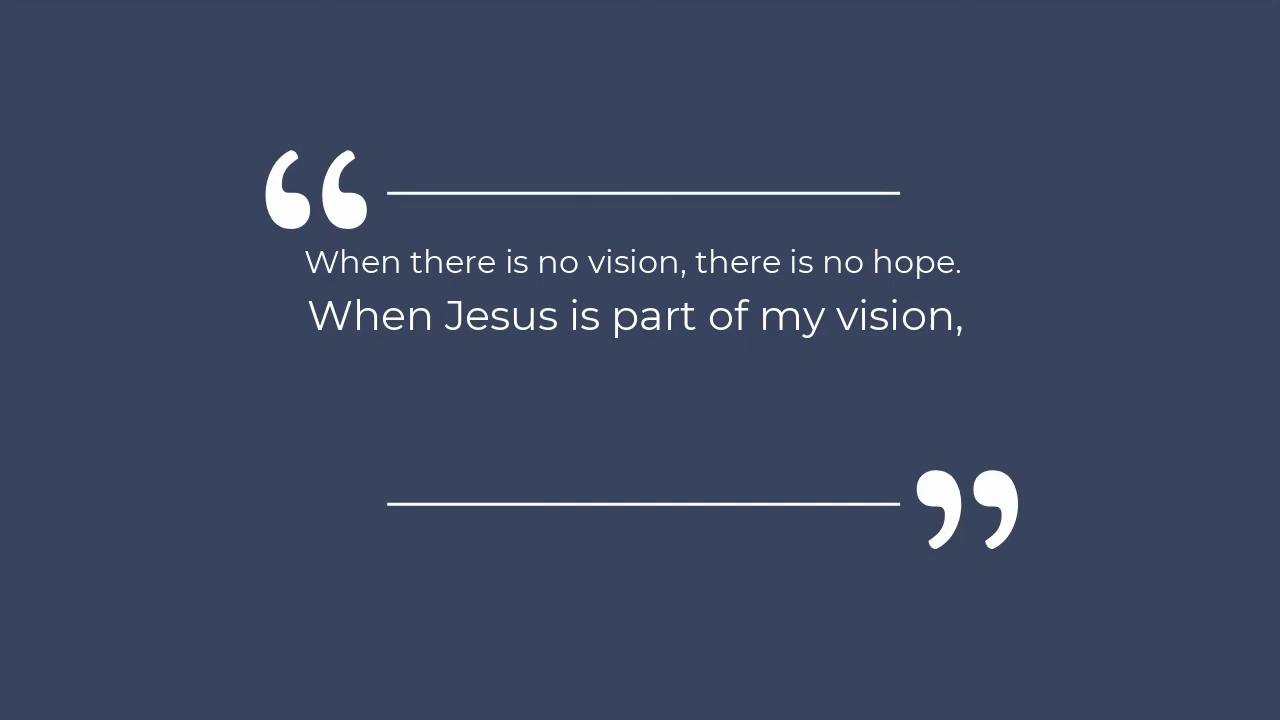 “
When there is no vision, there is no hope.
When Jesus is part of my vision,
”